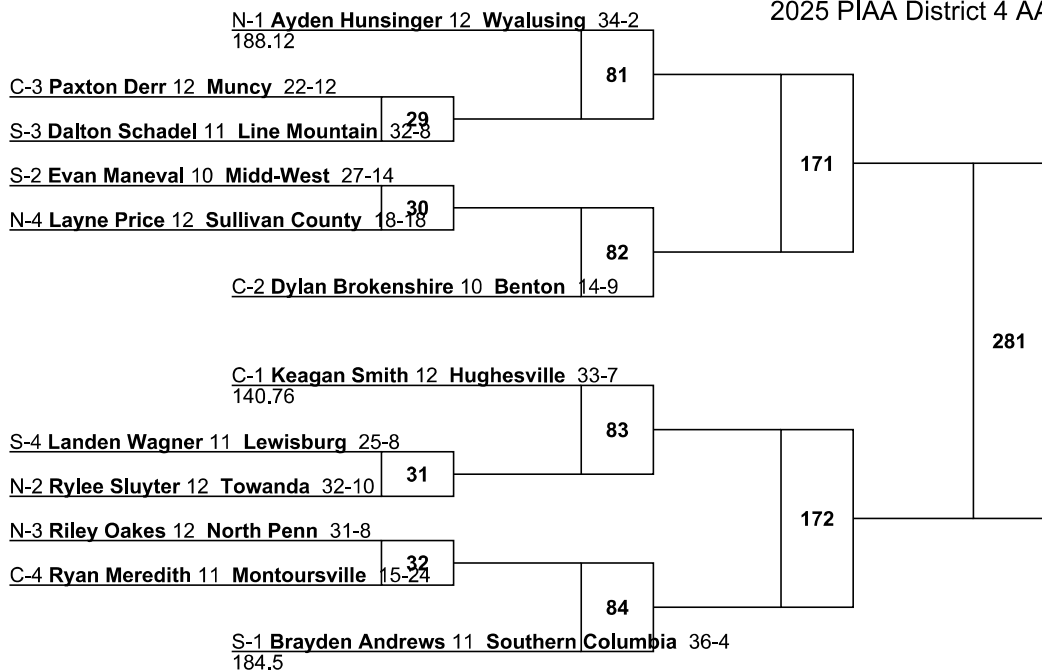 2025 PIAA District 4 AA
N-1 Ayden Hunsinger 12 Wyalusing 34-2
188.12
81
C-3 Paxton Derr 12 Muncy 22-12
29
S-3 Dalton Schadel 11 Line Mountain 32-8
171
S-2 Evan Maneval 10 Midd-West 27-14
30
N-4 Layne Price 12 Sullivan County 18-18
82
C-2 Dylan Brokenshire 10 Benton 14-9
281
C-1 Keagan Smith 12 Hughesville 33-7
140.76
83
S-4 Landen Wagner 11 Lewisburg 25-8
31
N-2 Rylee Sluyter 12 Towanda 32-10
172
N-3 Riley Oakes 12 North Penn 31-8
32
C-4 Ryan Meredith 11 Montoursville 15-24
84
S-1 Brayden Andrews 11 Southern Columbia 36-4
184.5